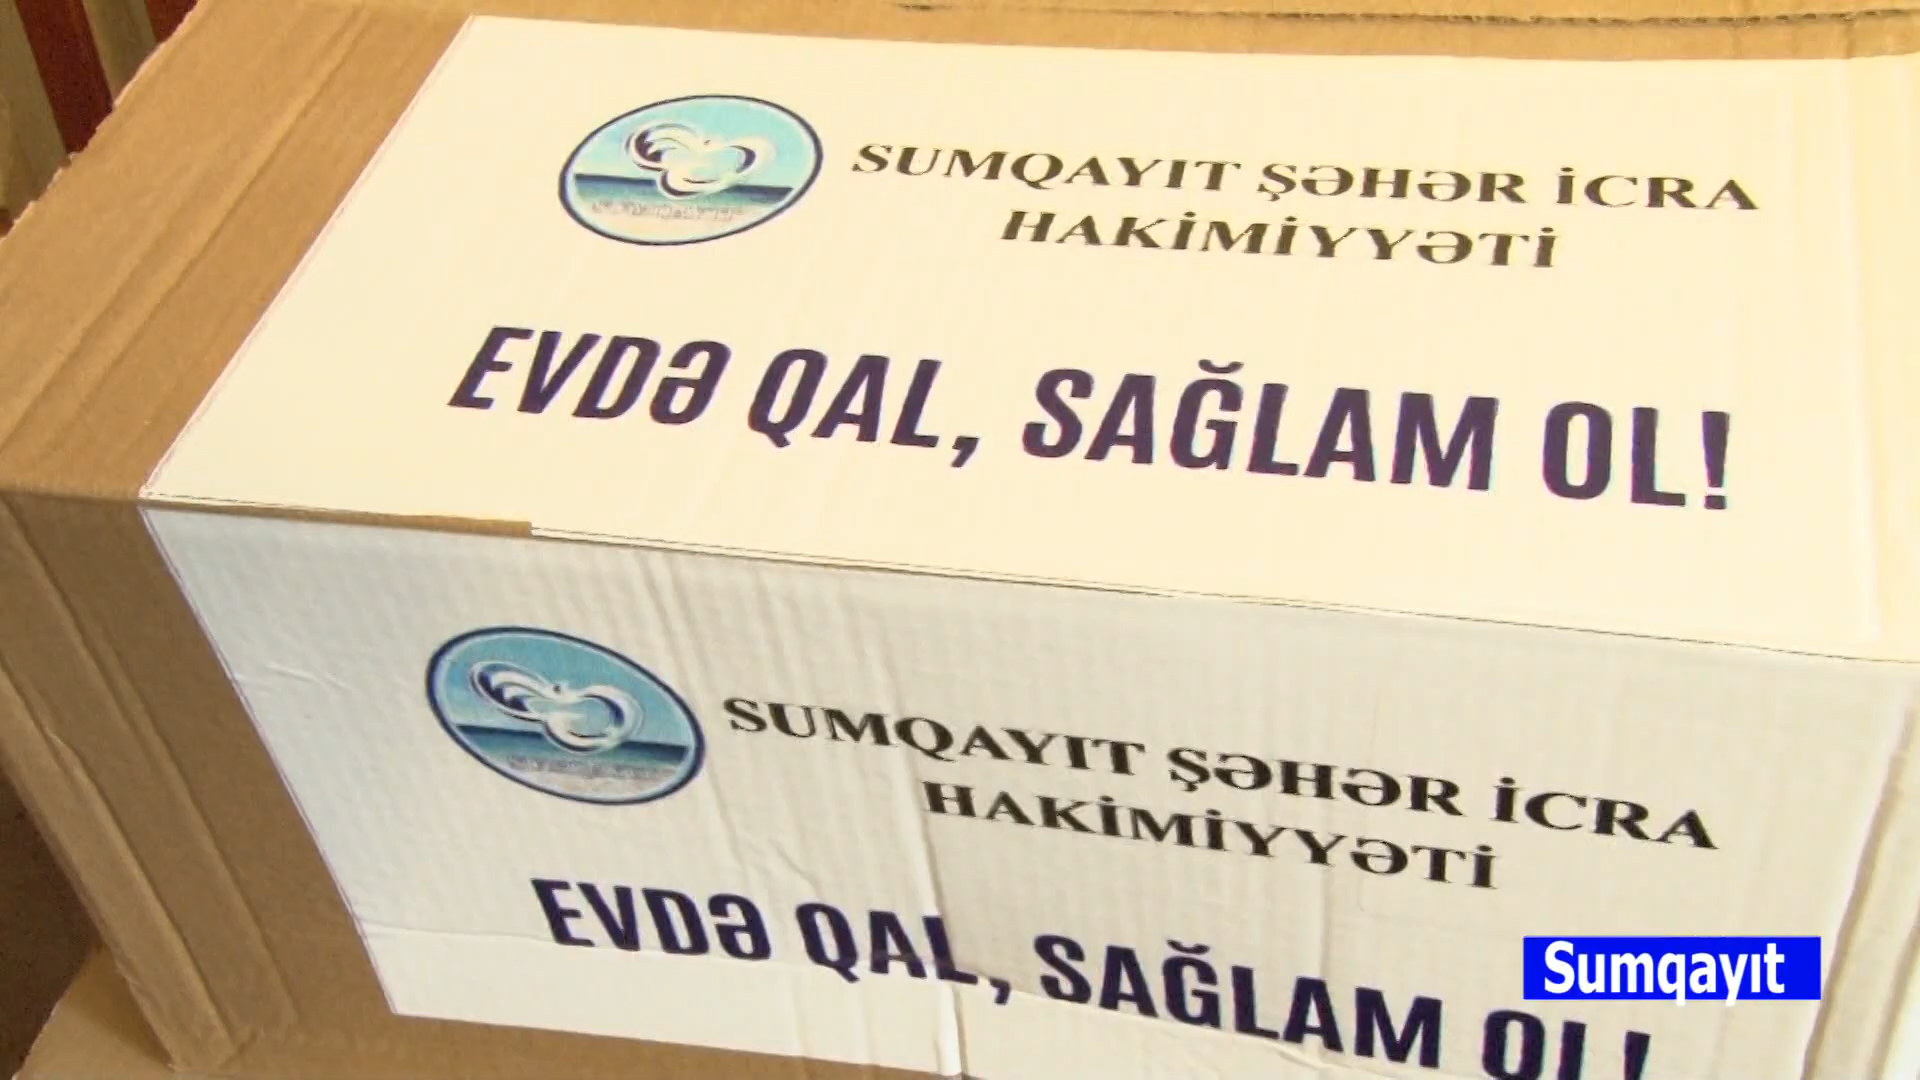 SUMQAYIT ŞƏHƏR İCRA
HAKİMİYYƏTİ
EVDƏ QAL, SAĞLAM OL!
SUMQAYIT ŞƏHƏR İCRA
HAKİMİYYƏTİ
EVDƏ QAL, SAĞLAM OL!
Sumqayıt